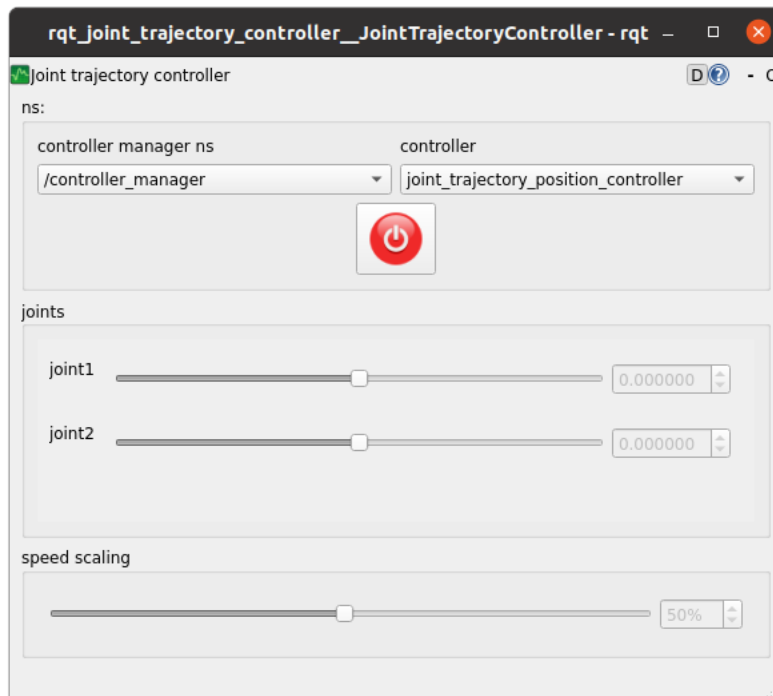 rqt_joint_trajectory_controller__JointTrajectoryController - rqt
Joint trajectory controller D ? -
ns:
controller manager ns controller
/controller_manager joint_trajectory_position_controller
joints
joint1 0.000000
joint2 0.000000
speed scaling
50%